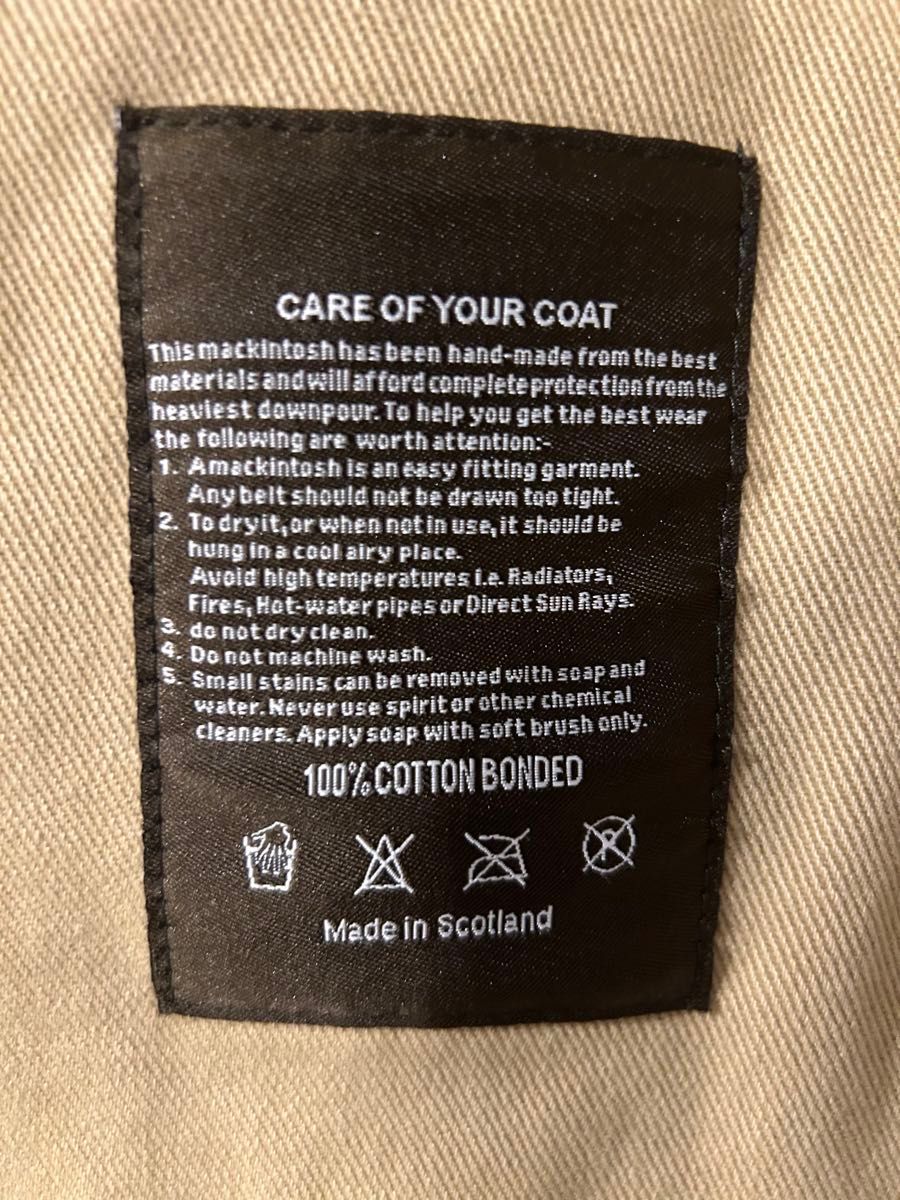 CARE OF YOUR COAT
This mackintosh has been hand-made from the best
materials and will afford complete protection from the
heaviest downpour. To help you get the best wear
the following are worth attention:-
1. A mackintosh is an easy fitting garment.
Any belt should not be drawn too tight.
2. To dry it, or when not in use, it should be
hung in a cool airy place.
Avoid high temperatures i.e. Radiators,
Fires, Hot-water pipes or Direct Sun Rays.
3. do not dry clean.
4. Do not machine wash.
5. Small stains can be removed with soap and
water. Never use spirit or other chemical
cleaners. Apply soap with soft brush only.
100% COTTON BONDED
Made in Scotland